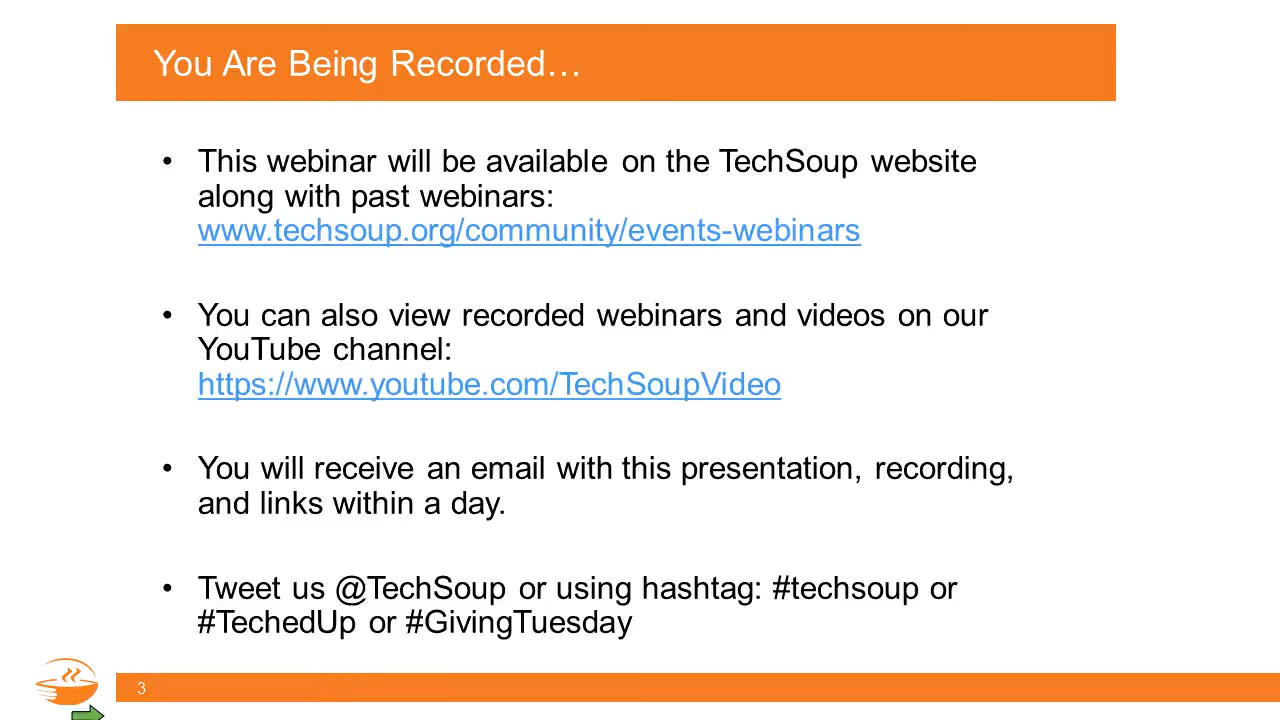 You Are Being Recorded…
• This webinar will be available on the TechSoup website
along with past webinars:
www.techsoup.org/community/events-webinars
• You can also view recorded webinars and videos on our
YouTube channel:
https://www.youtube.com/TechSoupVideo
• You will receive an email with this presentation, recording,
and links within a day.
• Tweet us @TechSoup or using hashtag: #techsoup or
#TechedUp or #GivingTuesday
3